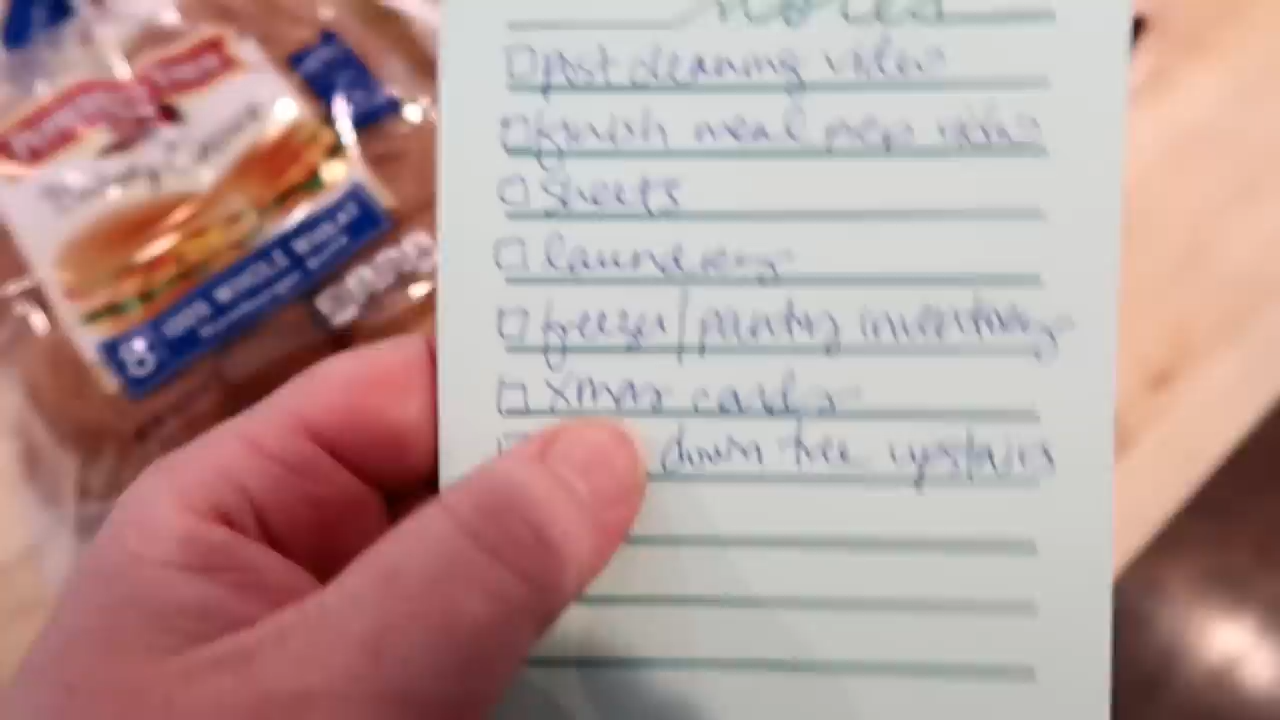 notes
post cleaning video
finish meal prep video
sheets
laundry
freezer/pantry inventory
xmas cards
down tree upstairs
8
100% WHOLE WHEAT